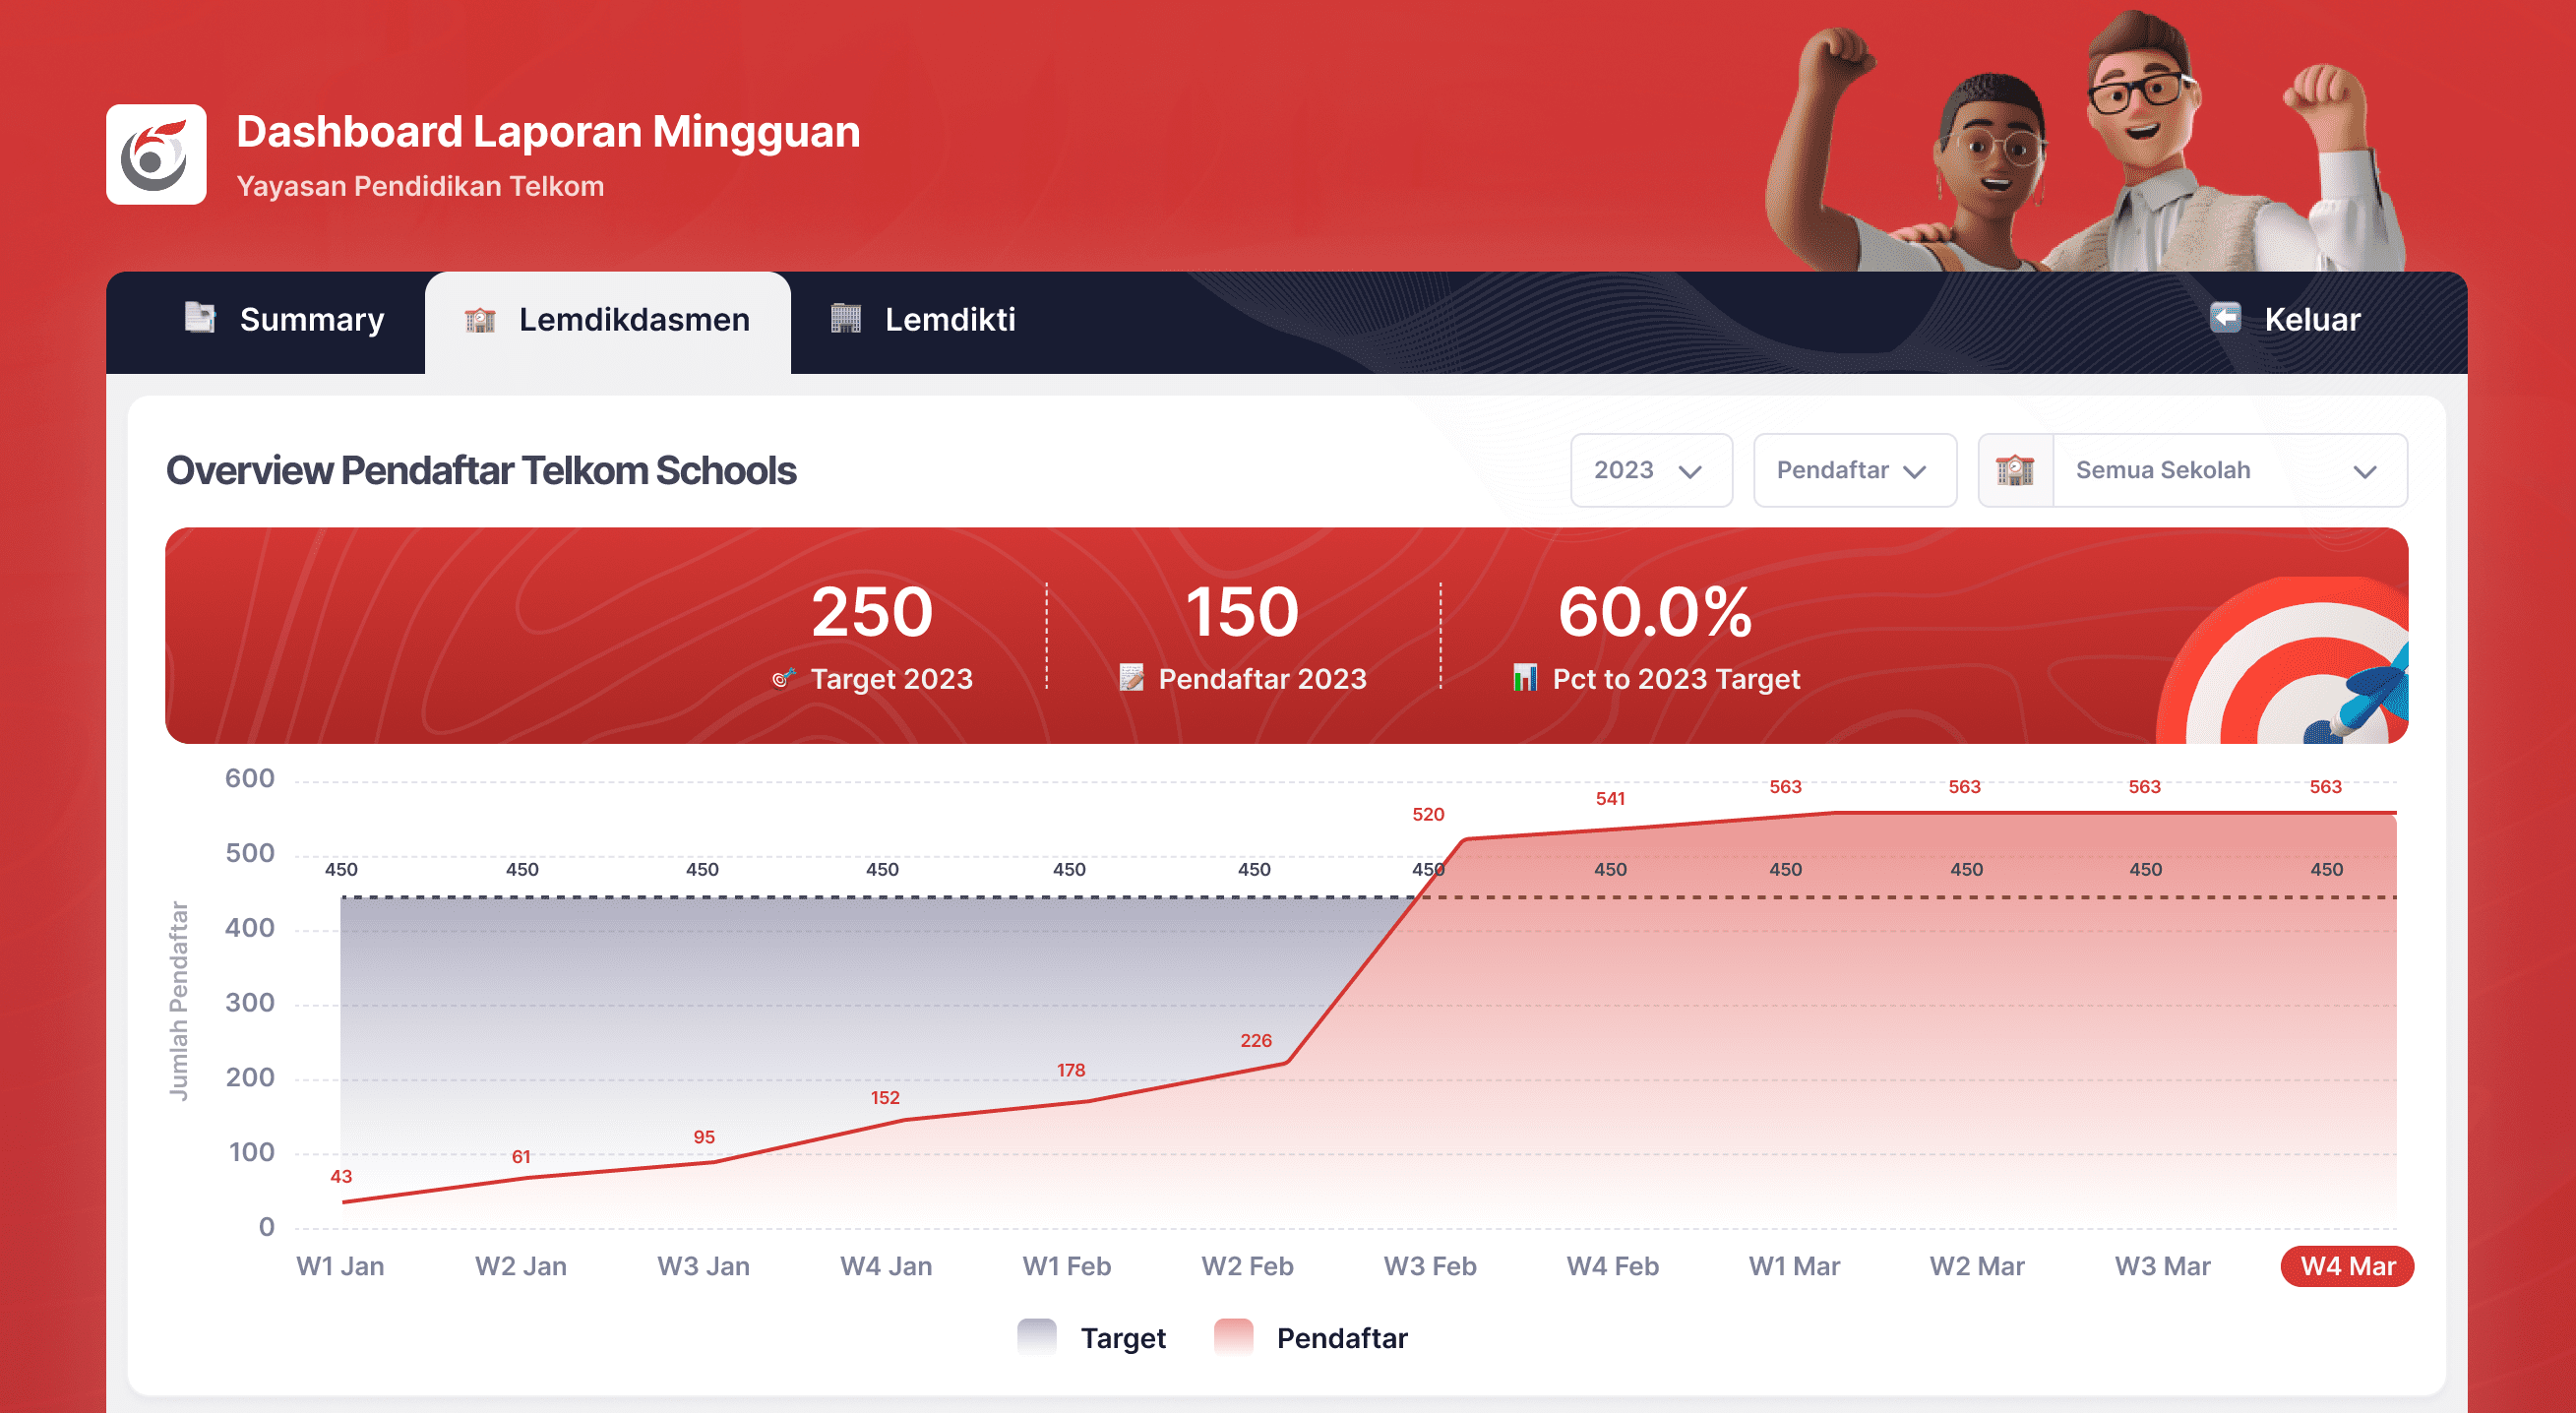 Dashboard Laporan Mingguan
Yayasan Pendidikan Telkom
Summary
Lemdikdasmen
Lemdikti
Keluar
Overview Pendaftar Telkom Schools
2023
Pendaftar
Semua Sekolah
250
Target 2023
150
Pendaftar 2023
60.0%
Pct to 2023 Target
Jumlah Pendaftar
600
500
400
300
200
100
0
450 450 450 450 450 450 450 450 450 450 450 450
43 61 95 152 178 226 520 541 563 563 563 563
W1 Jan W2 Jan W3 Jan W4 Jan W1 Feb W2 Feb W3 Feb W4 Feb W1 Mar W2 Mar W3 Mar W4 Mar
Target Pendaftar